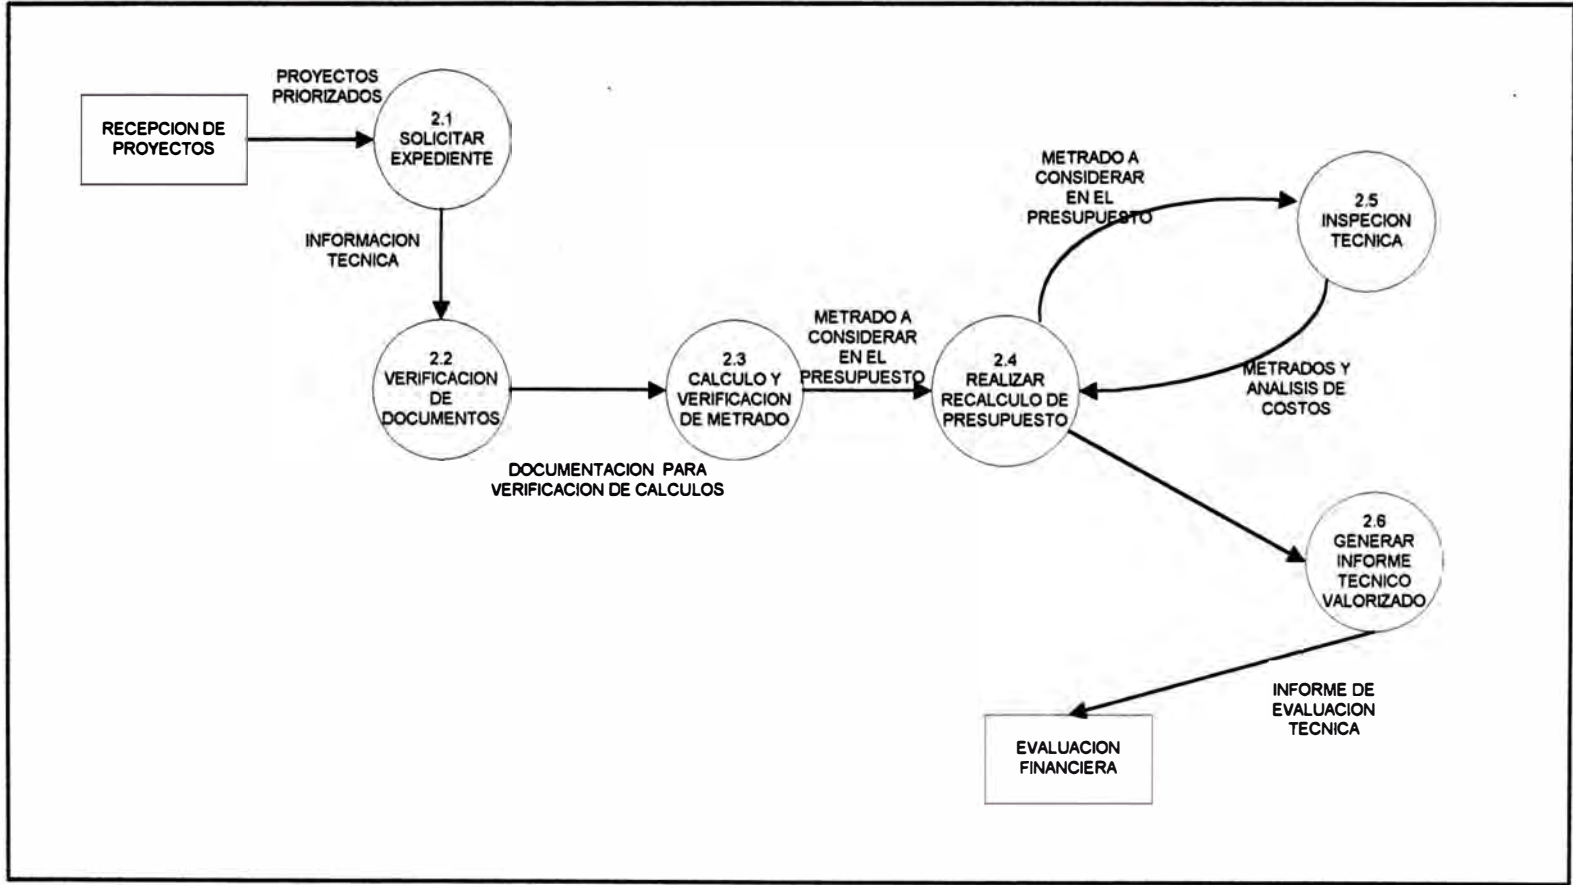 PROYECTOS
PRIORIZADOS
RECEPCION DE
PROYECTOS
2.1
SOLICITAR
EXPEDIENTE
INFORMACION
TECNICA
2.2
VERIFICACION
DE
DOCUMENTOS
DOCUMENTACION PARA
VERIFICACION DE CALCULOS
2.3
CALCULO Y
VERIFICACION
DE METRADO
METRADO A
CONSIDERAR
EN EL
PRESUPUESTO
2.4
REALIZAR
RECALCULO DE
PRESUPUESTO
METRADO A
CONSIDERAR
EN EL
PRESUPUESTO
2.5
INSPECION
TECNICA
METRADOS Y
ANALISIS DE
COSTOS
2.6
GENERAR
INFORME
TECNICO
VALORIZADO
INFORME DE
EVALUACION
TECNICA
EVALUACION
FINANCIERA